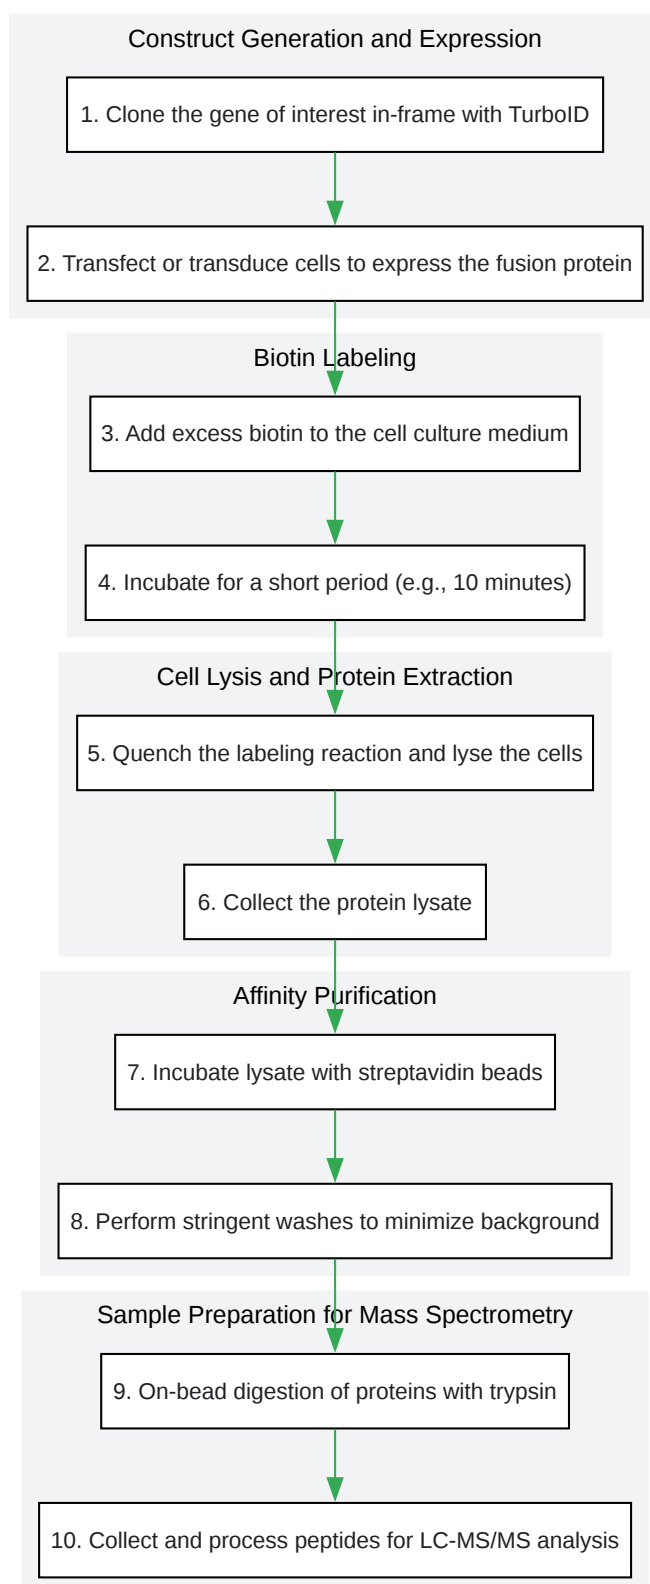 Construct Generation and Expression
1. Clone the gene of interest in-frame with TurboID
2. Transfect or transduce cells to express the fusion protein
Biotin Labeling
3. Add excess biotin to the cell culture medium
4. Incubate for a short period (e.g., 10 minutes)
Cell Lysis and Protein Extraction
5. Quench the labeling reaction and lyse the cells
6. Collect the protein lysate
Affinity Purification
7. Incubate lysate with streptavidin beads
8. Perform stringent washes to minimize background
Sample Preparation for Mass Spectrometry
9. On-bead digestion of proteins with trypsin
10. Collect and process peptides for LC-MS/MS analysis